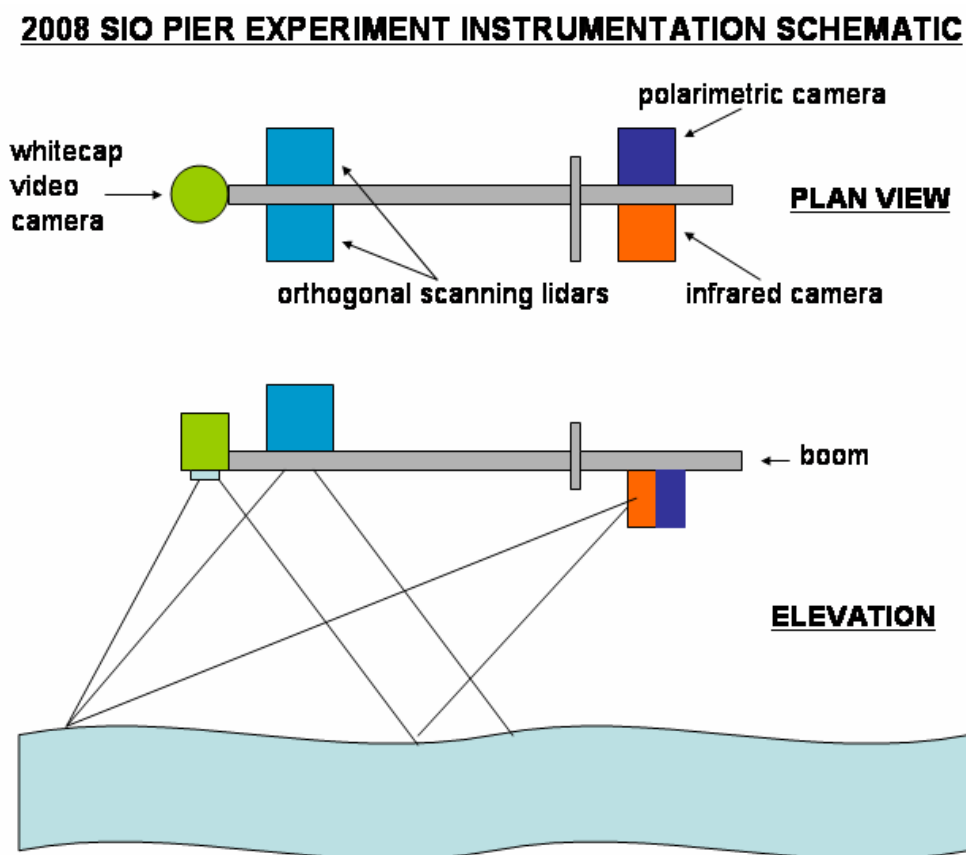 2008 SIO PIER EXPERIMENT INSTRUMENTATION SCHEMATIC
polarimetric camera
whitecap
video
camera
PLAN VIEW
orthogonal scanning lidars
infrared camera
boom
ELEVATION